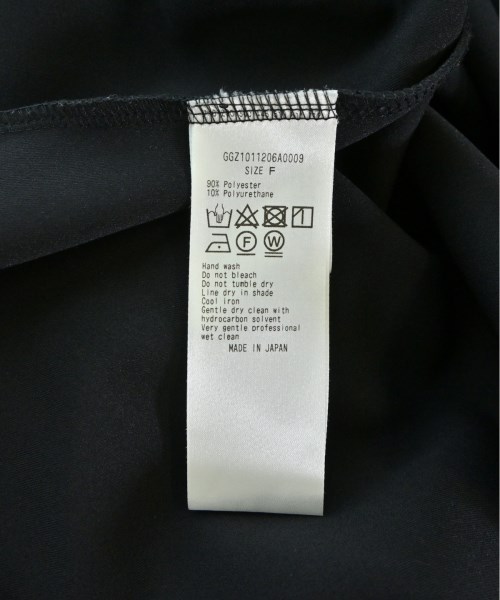 GGZ1011206A0009
SIZE F
90% Polyester
10% Polyurethane
F W
Hand wash
Do not bleach
Do not tumble dry
Line dry in shade
Cool iron
Gentle dry clean with
hydrocarbon solvent
Very gentle professional
wet clean
MADE IN JAPAN